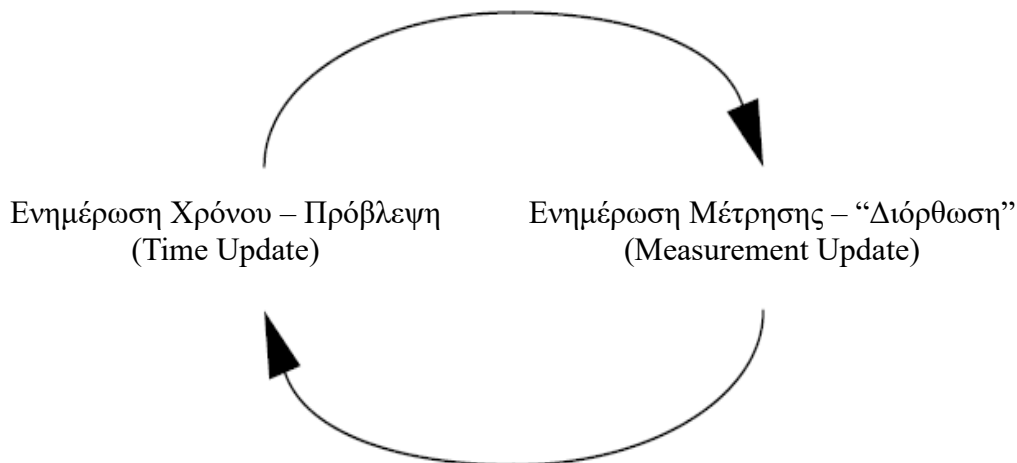 Ενημέρωση Χρόνου – Πρόβλεψη
(Time Update)
Ενημέρωση Μέτρησης – “Διόρθωση”
(Measurement Update)